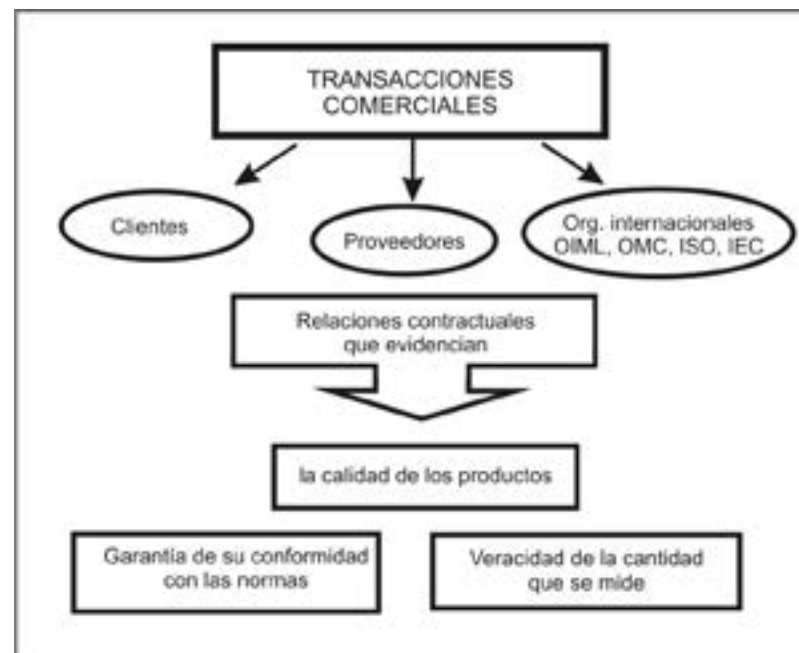 TRANSACCIONES
COMERCIALES
Clientes
Proveedores
Org. internacionales
OIML, OMC, ISO, IEC
Relaciones contractuales
que evidencian
la calidad de los productos
Garantía de su conformidad
con las normas
Veracidad de la cantidad
que se mide